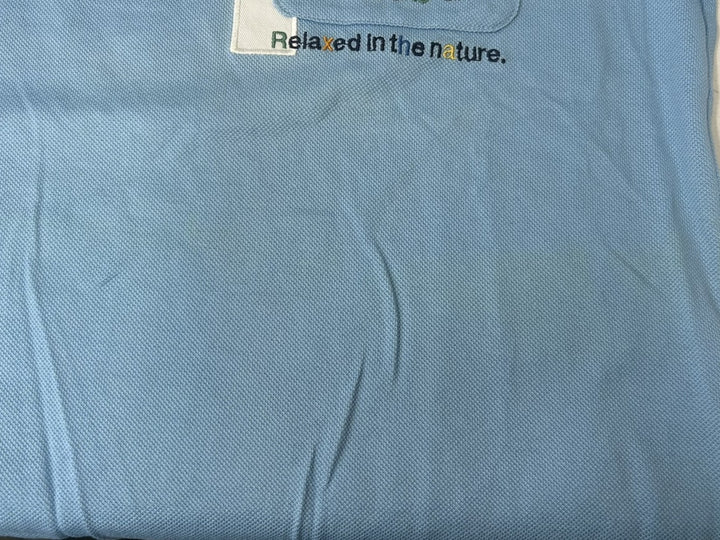 Relaxed in the nature.